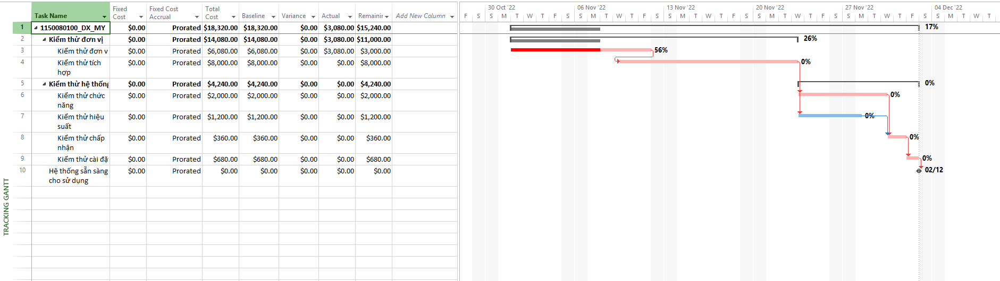 Task Name Fixed Cost Fixed Cost Accrual Total Cost Baseline Variance Actual Remainin Add New Column
1 1150080100_DX_MY $0.00 Prorated $18,320.00 $18,320.00 $0.00 $3,080.00 $15,240.00
2 Kiểm thử đơn vị $0.00 Prorated $14,080.00 $14,080.00 $0.00 $3,080.00 $11,000.00
3 Kiểm thử đơn v $0.00 Prorated $6,080.00 $6,080.00 $0.00 $3,080.00 $3,000.00
4 Kiểm thử tích hợp $0.00 Prorated $8,000.00 $8,000.00 $0.00 $0.00 $8,000.00
5 Kiểm thử hệ thống $0.00 Prorated $4,240.00 $4,240.00 $0.00 $0.00 $4,240.00
6 Kiểm thử chức năng $0.00 Prorated $2,000.00 $2,000.00 $0.00 $0.00 $2,000.00
7 Kiểm thử hiệu suất $0.00 Prorated $1,200.00 $1,200.00 $0.00 $0.00 $1,200.00
8 Kiểm thử chấp nhận $0.00 Prorated $360.00 $360.00 $0.00 $0.00 $360.00
9 Kiểm thử cài đặt $0.00 Prorated $680.00 $680.00 $0.00 $0.00 $680.00
10 Hệ thống sẵn sàng cho sử dụng $0.00 Prorated $0.00 $0.00 $0.00 $0.00 $0.00
TRACKING GANTT
30 Oct '22 06 Nov '22 13 Nov '22 20 Nov '22 27 Nov '22 04 Dec '22
F S S M T W T F S S M T W T F S S M T W T F S S M T W T F S S M T W T F S S M T W T
17%
26%
56%
0%
0%
0%
0%
0%
0%
02/12